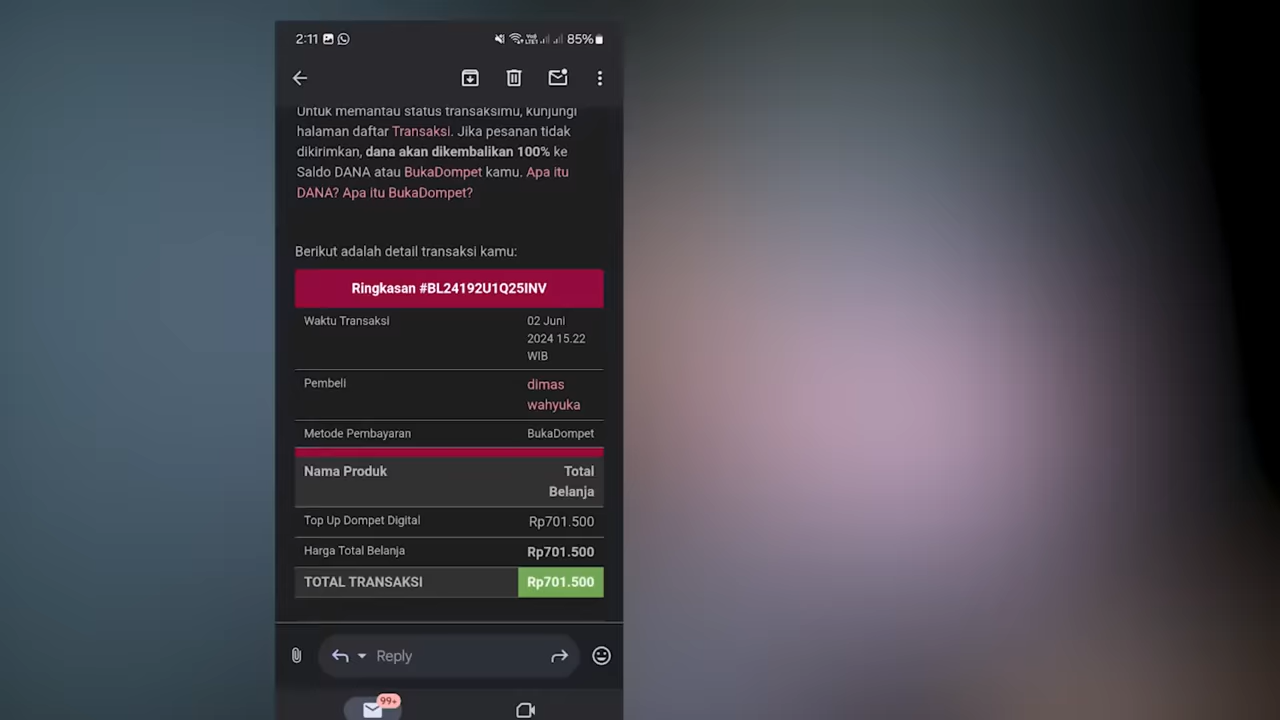 2:11
85%
Untuk memantau status transaksimu, kunjungi
halaman daftar Transaksi. Jika pesanan tidak
dikirimkan, dana akan dikembalikan 100% ke
Saldo DANA atau BukaDompet kamu. Apa itu
DANA? Apa itu BukaDompet?
Berikut adalah detail transaksi kamu:
Ringkasan #BL24192U1Q25INV
Waktu Transaksi
02 Juni
2024 15.22
WIB
Pembeli
dimas
wahyuka
Metode Pembayaran
BukaDompet
Nama Produk
Total
Belanja
Top Up Dompet Digital
Rp701.500
Harga Total Belanja
Rp701.500
TOTAL TRANSAKSI
Rp701.500
Reply
99+